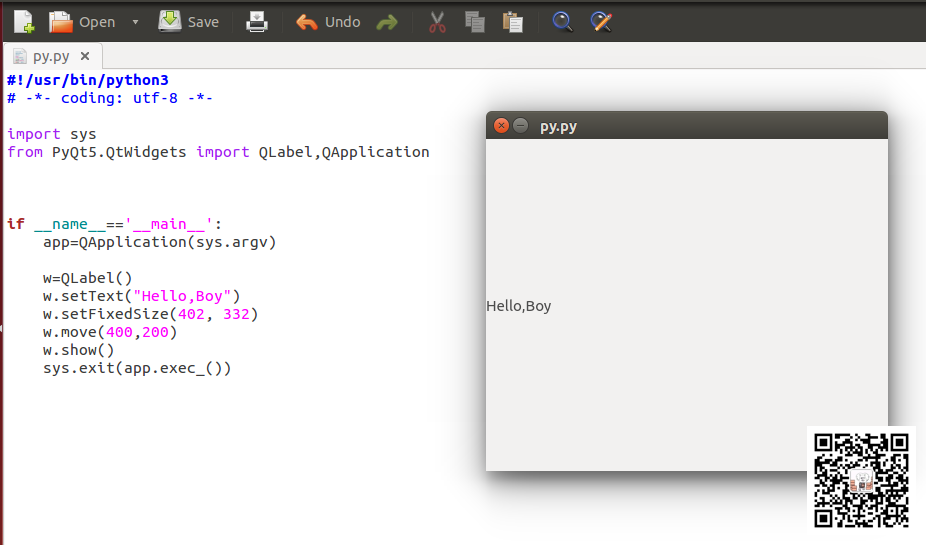 Open Save Undo
py.py
#!/usr/bin/python3
# -*- coding: utf-8 -*-
import sys
from PyQt5.QtWidgets import QLabel,QApplication
if __name__=='__main__':
    app=QApplication(sys.argv)
    w=QLabel()
    w.setText("Hello,Boy")
    w.setFixedSize(402, 332)
    w.move(400,200)
    w.show()
    sys.exit(app.exec_())
py.py
Hello,Boy